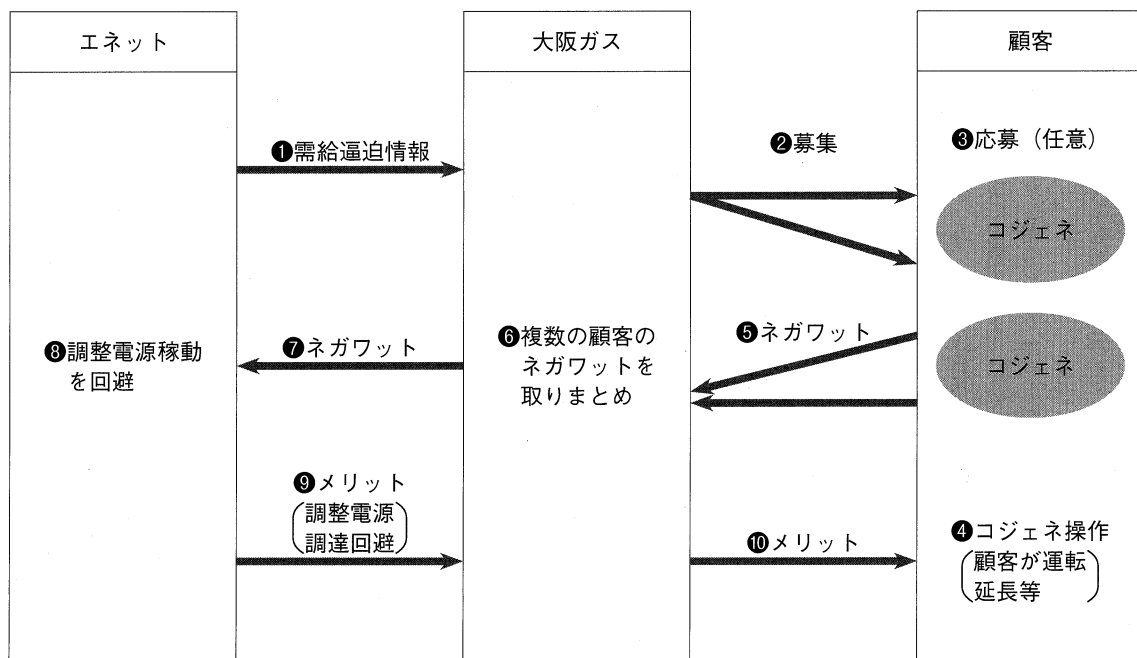 エネット
大阪ガス
顧客
❶需給逼迫情報
❷募集
❸応募（任意）
コジェネ
コジェネ
❺ネガワット
❻複数の顧客の
ネガワットを
取りまとめ
❼ネガワット
❽調整電源稼動
を回避
❾メリット
（調整電源
調達回避）
❿メリット
❹コジェネ操作
（顧客が運転
延長等）